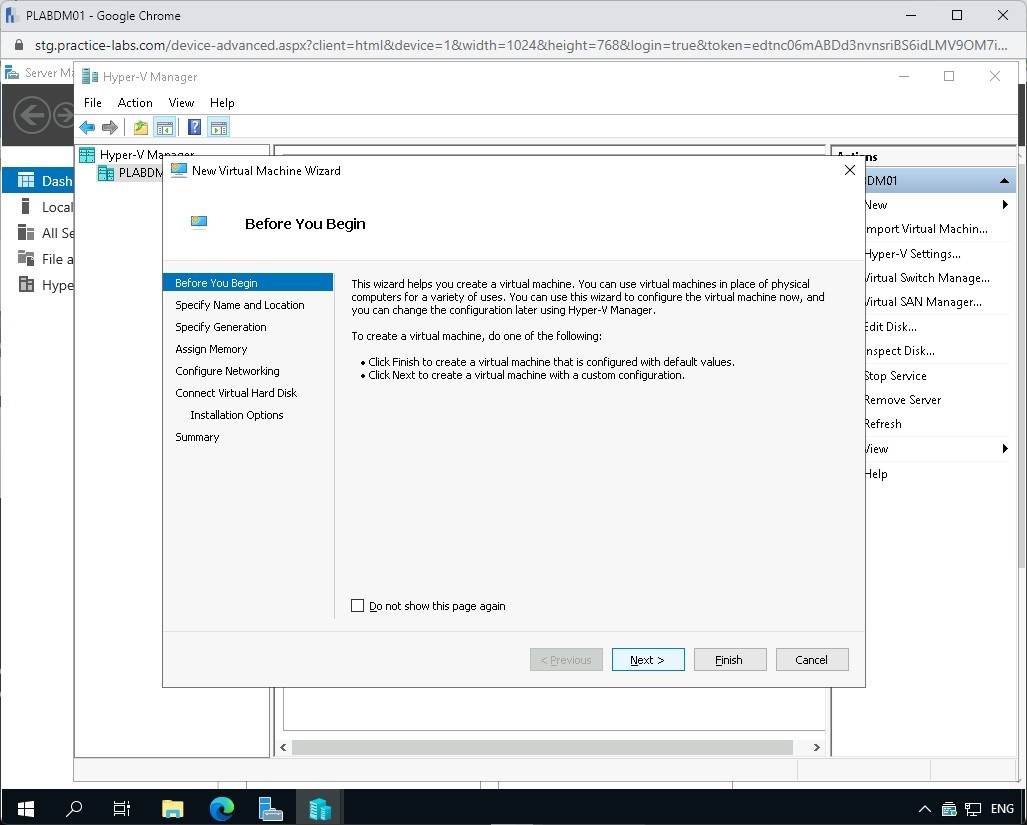 PLABDM01 - Google Chrome
stg.practice-labs.com/device-advanced.aspx?client=html&device=1&width=1024&height=768&login=true&token=edtnc06mABDd3nvnsriBS6idLMV9OM7i...
Server Ma
Hyper-V Manager
File Action View Help
Hyper-V Manager
PLABDM
Dash
Local
All Se
File a
Hype
New Virtual Machine Wizard
Before You Begin
Before You Begin
Specify Name and Location
Specify Generation
Assign Memory
Configure Networking
Connect Virtual Hard Disk
Installation Options
Summary
This wizard helps you create a virtual machine. You can use virtual machines in place of physical
computers for a variety of uses. You can use this wizard to configure the virtual machine now, and
you can change the configuration later using Hyper-V Manager.
To create a virtual machine, do one of the following:
• Click Finish to create a virtual machine that is configured with default values.
• Click Next to create a virtual machine with a custom configuration.
Do not show this page again
< Previous Next > Finish Cancel
Actions
BDM01
New
Import Virtual Machin...
Hyper-V Settings...
Virtual Switch Manage...
Virtual SAN Manager...
Edit Disk...
Inspect Disk...
Stop Service
Remove Server
Refresh
View
Help
ENG